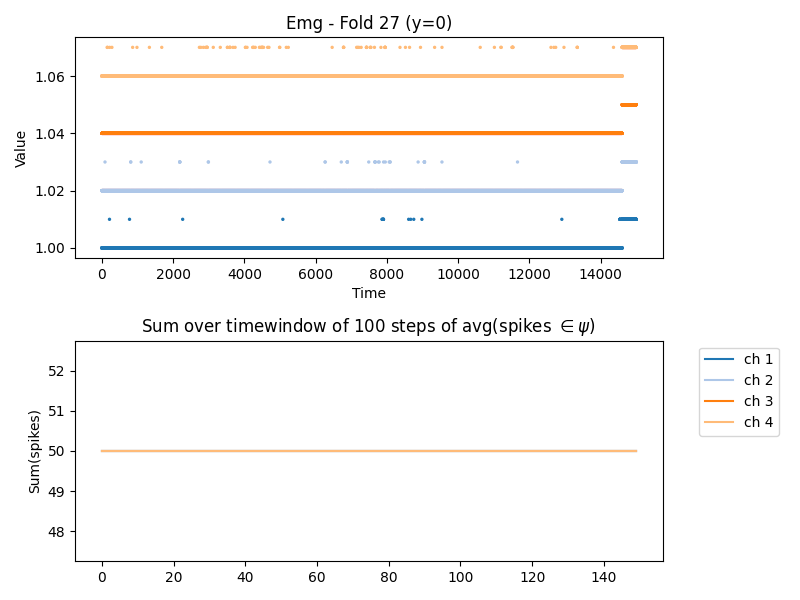 Emg - Fold 27 (y=0)
Value
1.06
1.04
1.02
1.00
0 2000 4000 6000 8000 10000 12000 14000
Time
Sum over timewindow of 100 steps of avg(spikes ∈ ψ)
Sum(spikes)
52
51
50
49
48
0 20 40 60 80 100 120 140
ch 1
ch 2
ch 3
ch 4